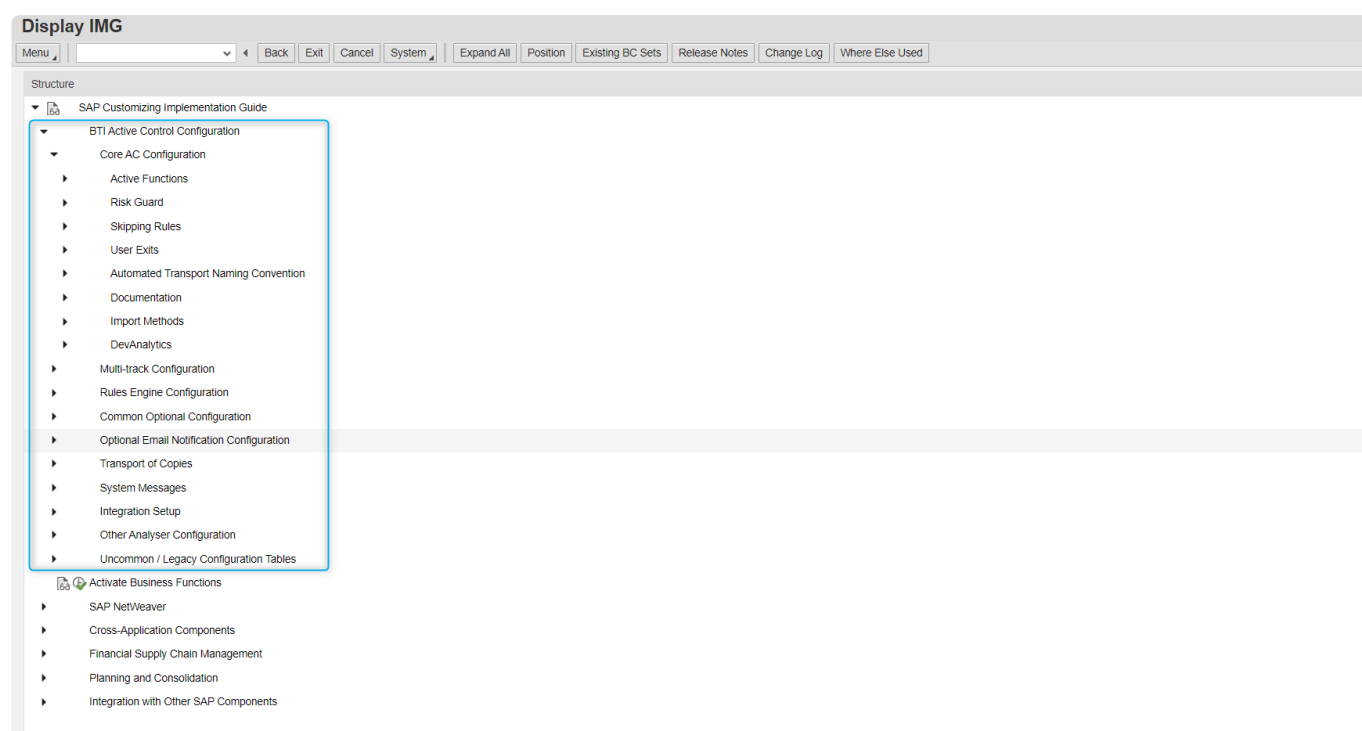 Display IMG
Menu Back Exit Cancel System Expand All Position Existing BC Sets Release Notes Change Log Where Else Used
Structure
SAP Customizing Implementation Guide
BTI Active Control Configuration
Core AC Configuration
Active Functions
Risk Guard
Skipping Rules
User Exits
Automated Transport Naming Convention
Documentation
Import Methods
DevAnalytics
Multi-track Configuration
Rules Engine Configuration
Common Optional Configuration
Optional Email Notification Configuration
Transport of Copies
System Messages
Integration Setup
Other Analyser Configuration
Uncommon / Legacy Configuration Tables
Activate Business Functions
SAP NetWeaver
Cross-Application Components
Financial Supply Chain Management
Planning and Consolidation
Integration with Other SAP Components